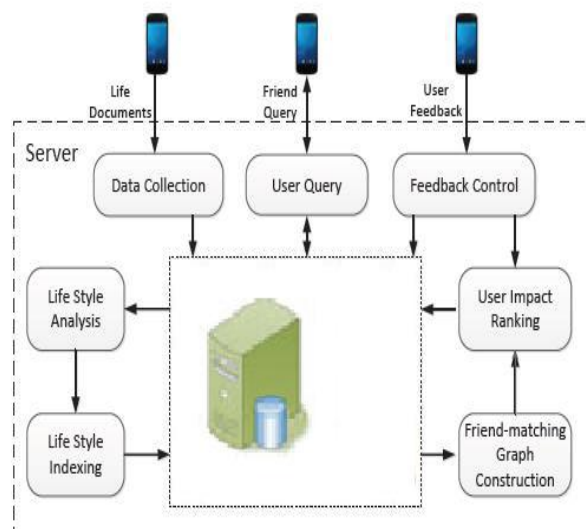 Life
Documents
Friend
Query
User
Feedback
Server
Data Collection
User Query
Feedback Control
Life Style
Analysis
User Impact
Ranking
Life Style
Indexing
Friend-matching
Graph
Construction